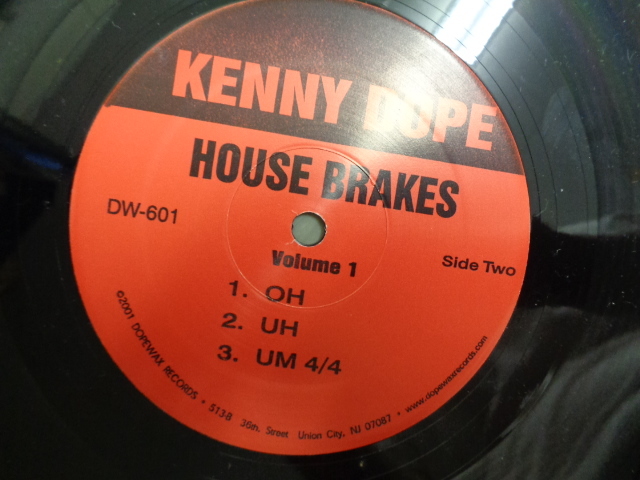 KENNY DOPE
HOUSE BRAKES
DW-601
Volume 1
Side Two
1. OH
2. UH
3. UM 4/4
©2001 DOPEWAX RECORDS • 513B 36th. Street Union City, NJ 07087 • www.dopewaxrecords.com